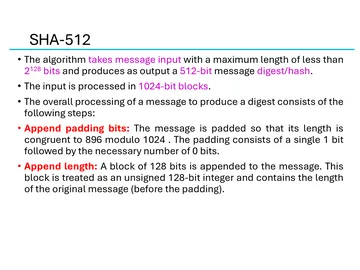 SHA-512
• The algorithm takes message input with a maximum length of less than
2^128 bits and produces as output a 512-bit message digest/hash.
• The input is processed in 1024-bit blocks.
• The overall processing of a message to produce a digest consists of the
following steps:
• Append padding bits: The message is padded so that its length is
congruent to 896 modulo 1024 . The padding consists of a single 1 bit
followed by the necessary number of 0 bits.
• Append length: A block of 128 bits is appended to the message. This
block is treated as an unsigned 128-bit integer and contains the length
of the original message (before the padding).